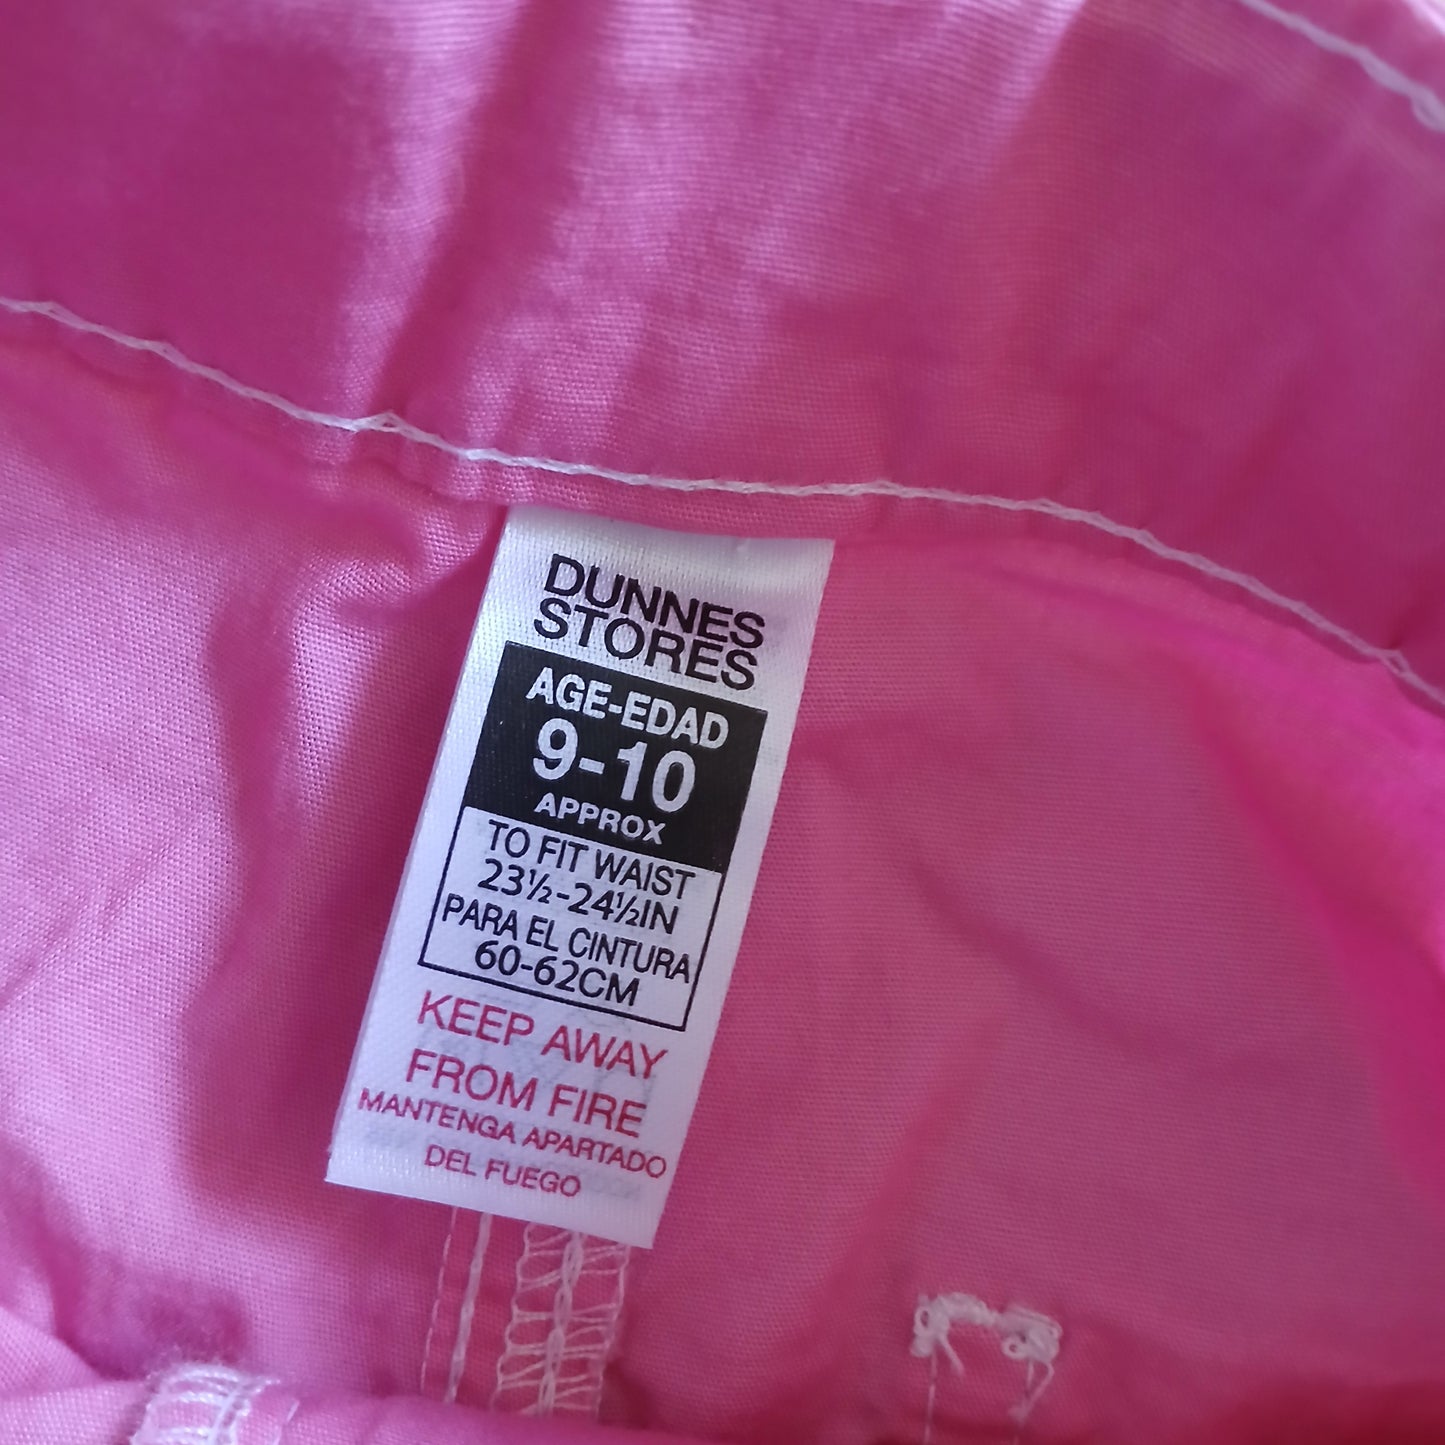 DUNNES
STORES
AGE-EDAD
9-10
APPROX
TO FIT WAIST
23½-24½IN
PARA EL CINTURA
60-62CM
KEEP AWAY
FROM FIRE
MANTENGA APARTADO
DEL FUEGO